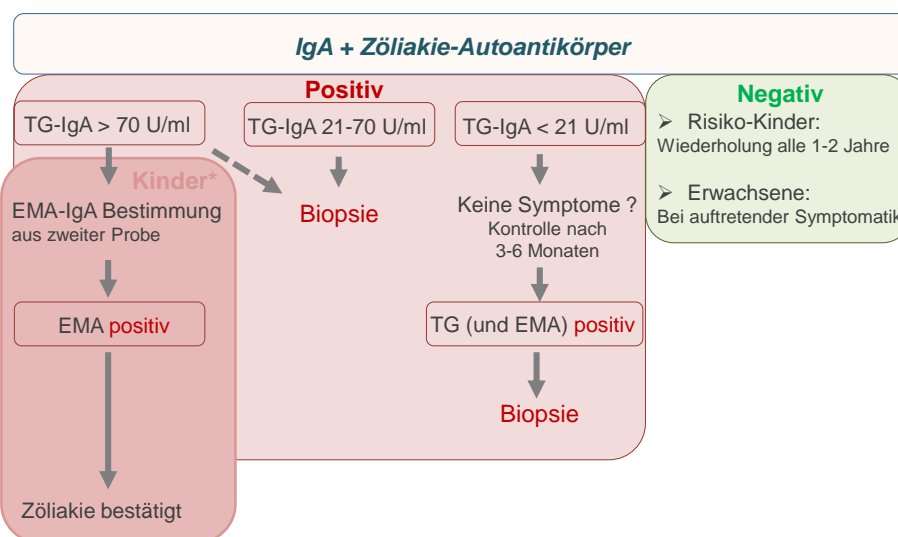 IgA + Zöliakie-Autoantikörper
Positiv
TG-IgA > 70 U/ml
TG-IgA 21-70 U/ml
TG-IgA < 21 U/ml
Kinder*
EMA-IgA Bestimmung
aus zweiter Probe
EMA positiv
Zöliakie bestätigt
Biopsie
Keine Symptome ?
Kontrolle nach
3-6 Monaten
TG (und EMA) positiv
Biopsie
Negativ
➤ Risiko-Kinder:
Wiederholung alle 1-2 Jahre
➤ Erwachsene:
Bei auftretender Symptomatik